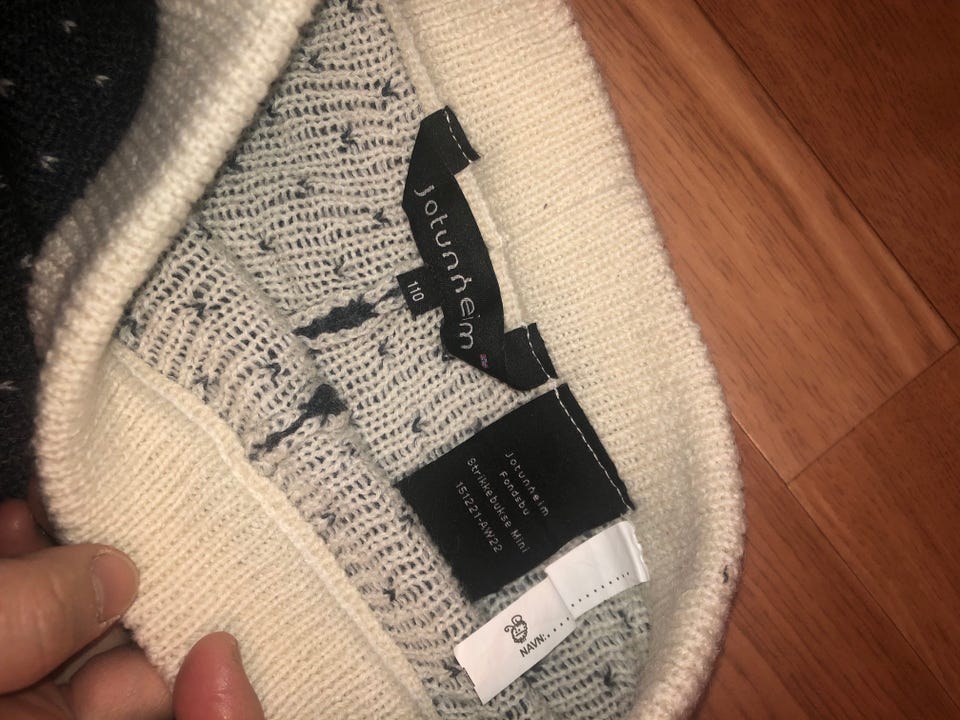 Jotunheim
110
Jotunheim
Fondsbu
Strikkebukse Mini
151221-AW22
NAVN: